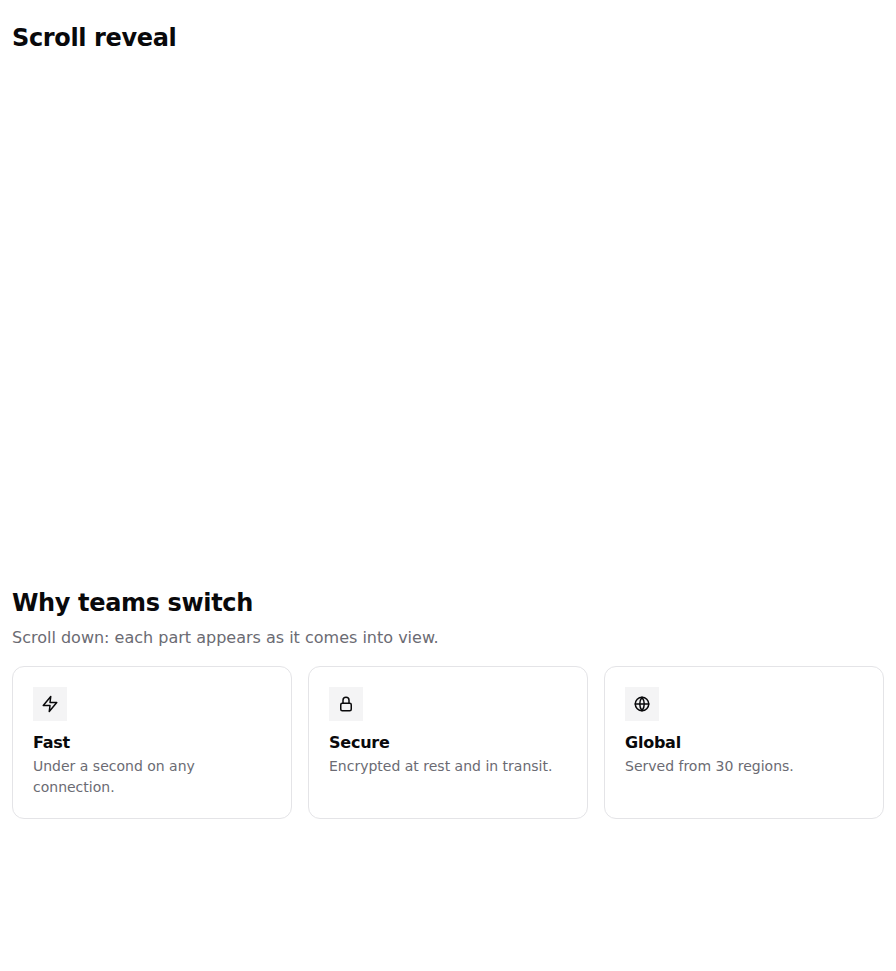 Scroll reveal
Why teams switch
Scroll down: each part appears as it comes into view.
Fast
Under a second on any
connection.
Secure
Encrypted at rest and in transit.
Global
Served from 30 regions.